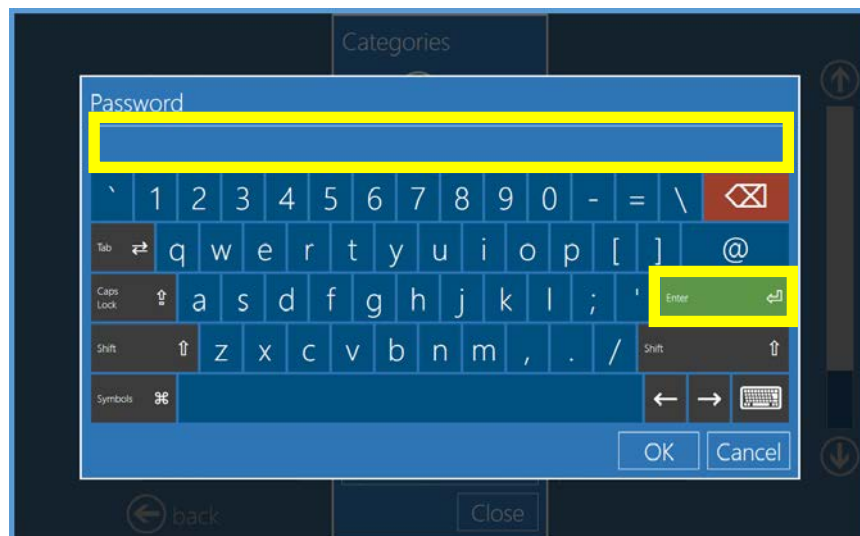 Categories
Password
` 1 2 3 4 5 6 7 8 9 0 - = \
Tab q w e r t y u i o p [ ] @
Caps Lock a s d f g h j k l ; ' Enter
Shift z x c v b n m , . / Shift
Symbols
OK Cancel
back Close